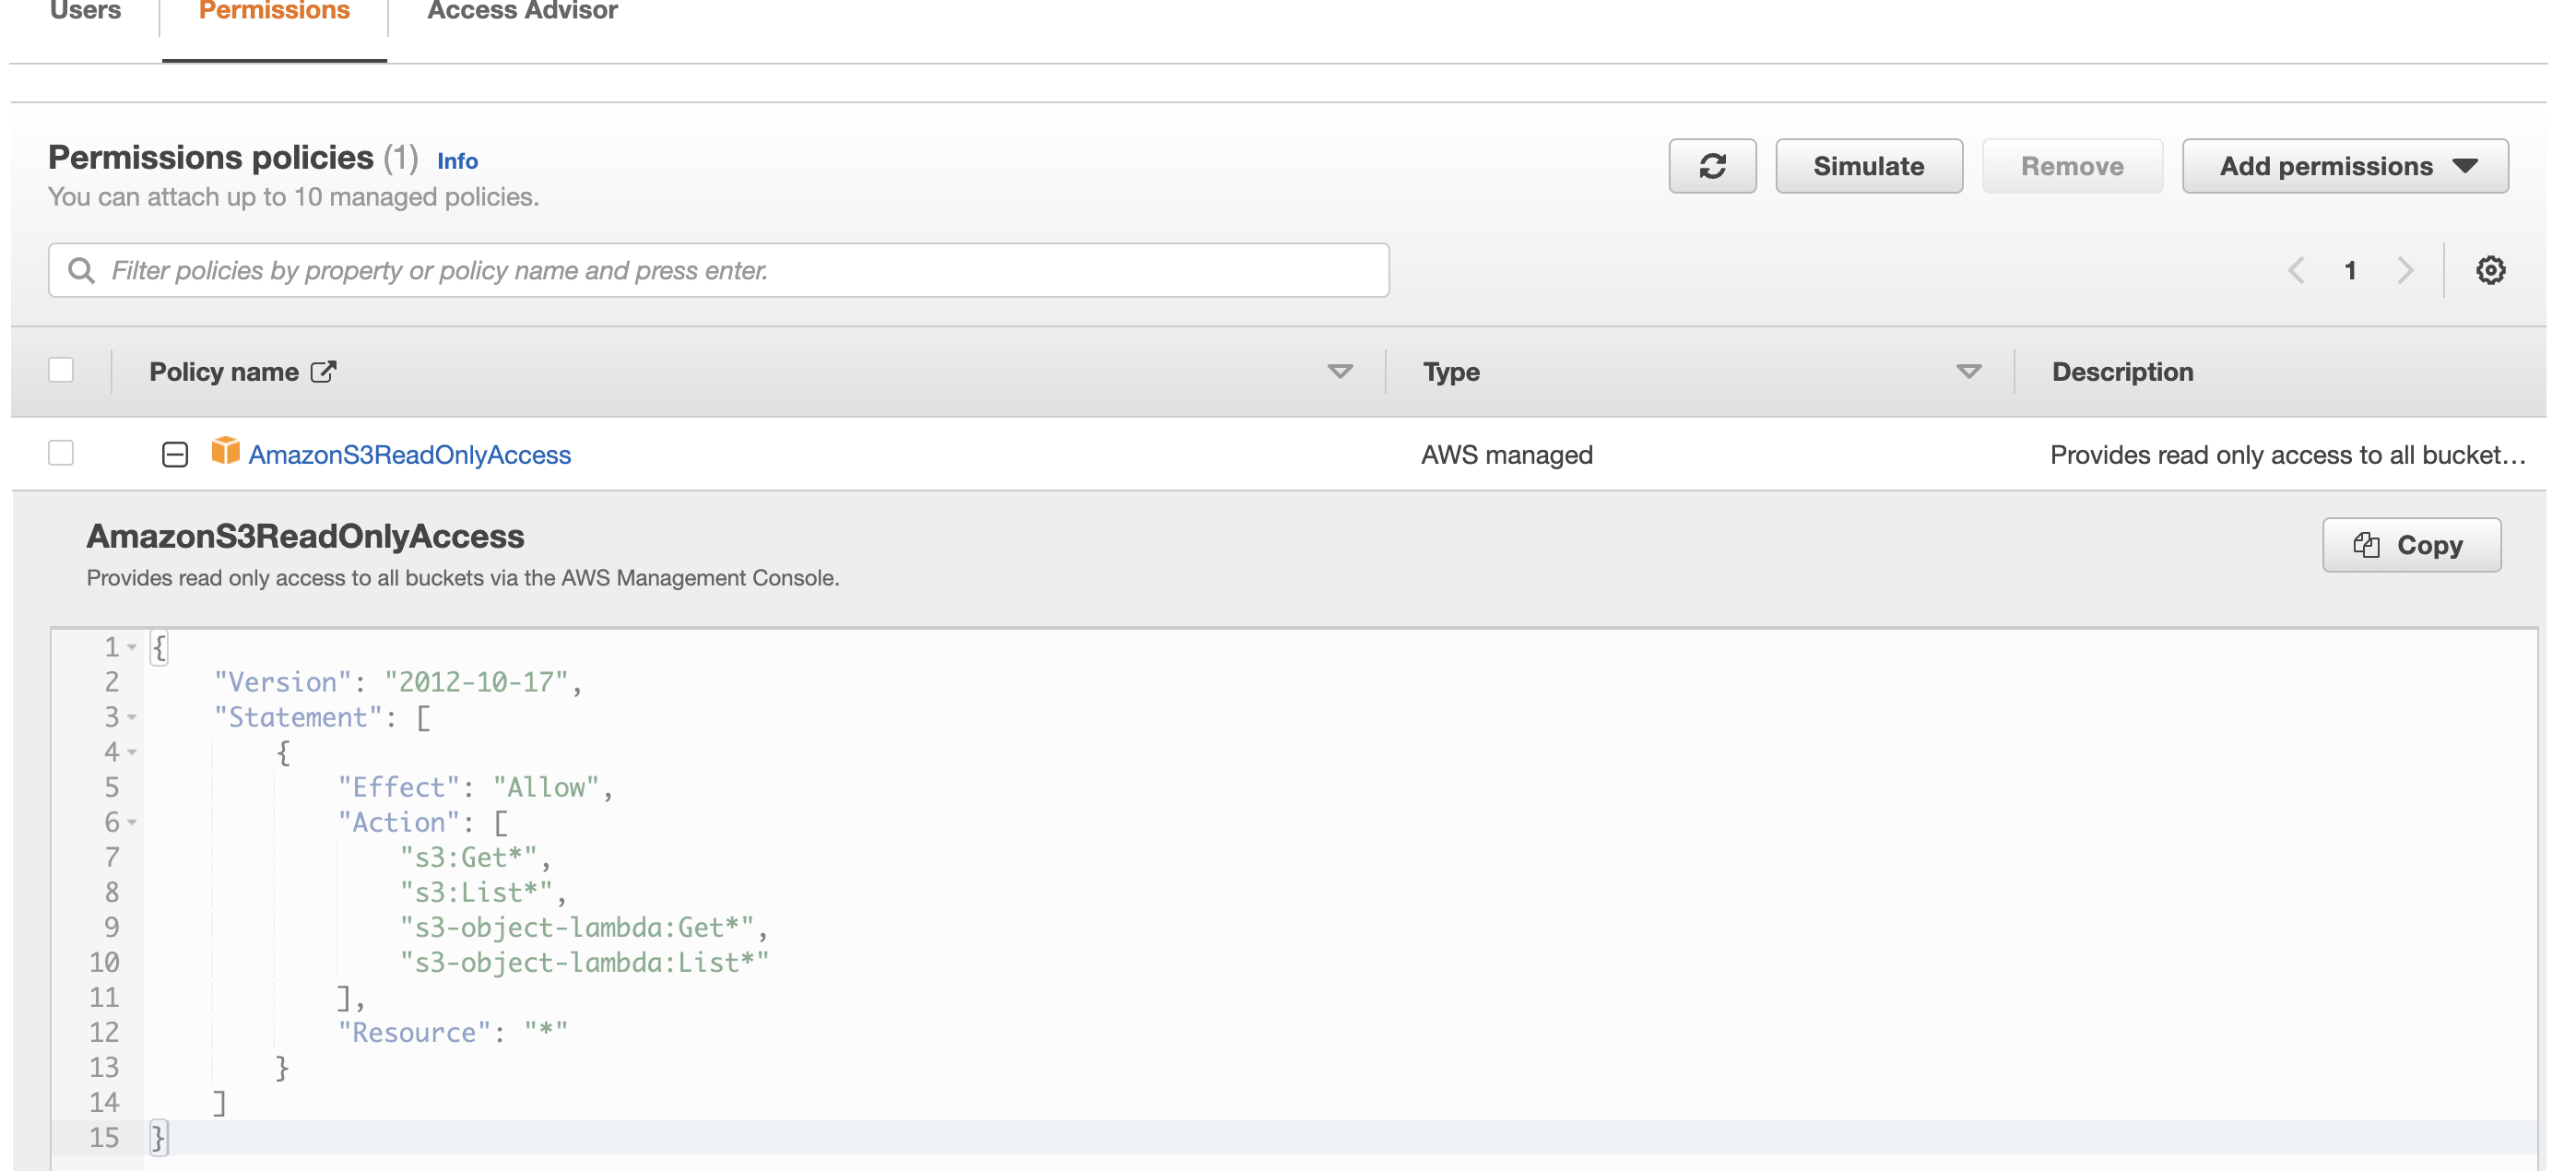 Users Permissions Access Advisor
Permissions policies (1) Info
You can attach up to 10 managed policies.
Simulate Remove Add permissions
Filter policies by property or policy name and press enter.
1
Policy name Type Description
AmazonS3ReadOnlyAccess AWS managed Provides read only access to all bucket...
AmazonS3ReadOnlyAccess
Copy
Provides read only access to all buckets via the AWS Management Console.
1 {
2 "Version": "2012-10-17",
3 "Statement": [
4 {
5 "Effect": "Allow",
6 "Action": [
7 "s3:Get*",
8 "s3:List*",
9 "s3-object-lambda:Get*",
10 "s3-object-lambda:List*"
11 ],
12 "Resource": "*"
13 }
14 ]
15 }